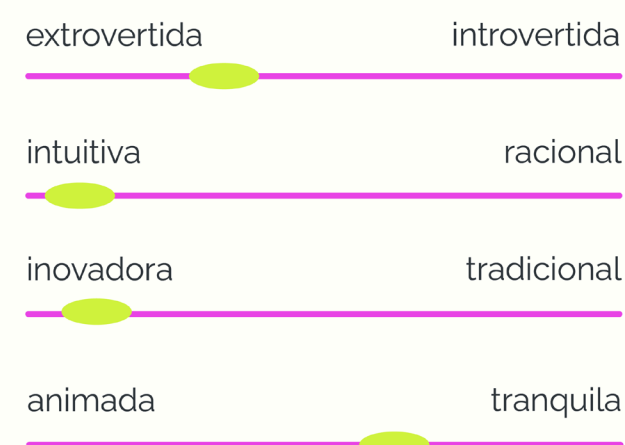 extrovertida introvertida
intuitiva racional
inovadora tradicional
animada tranquila